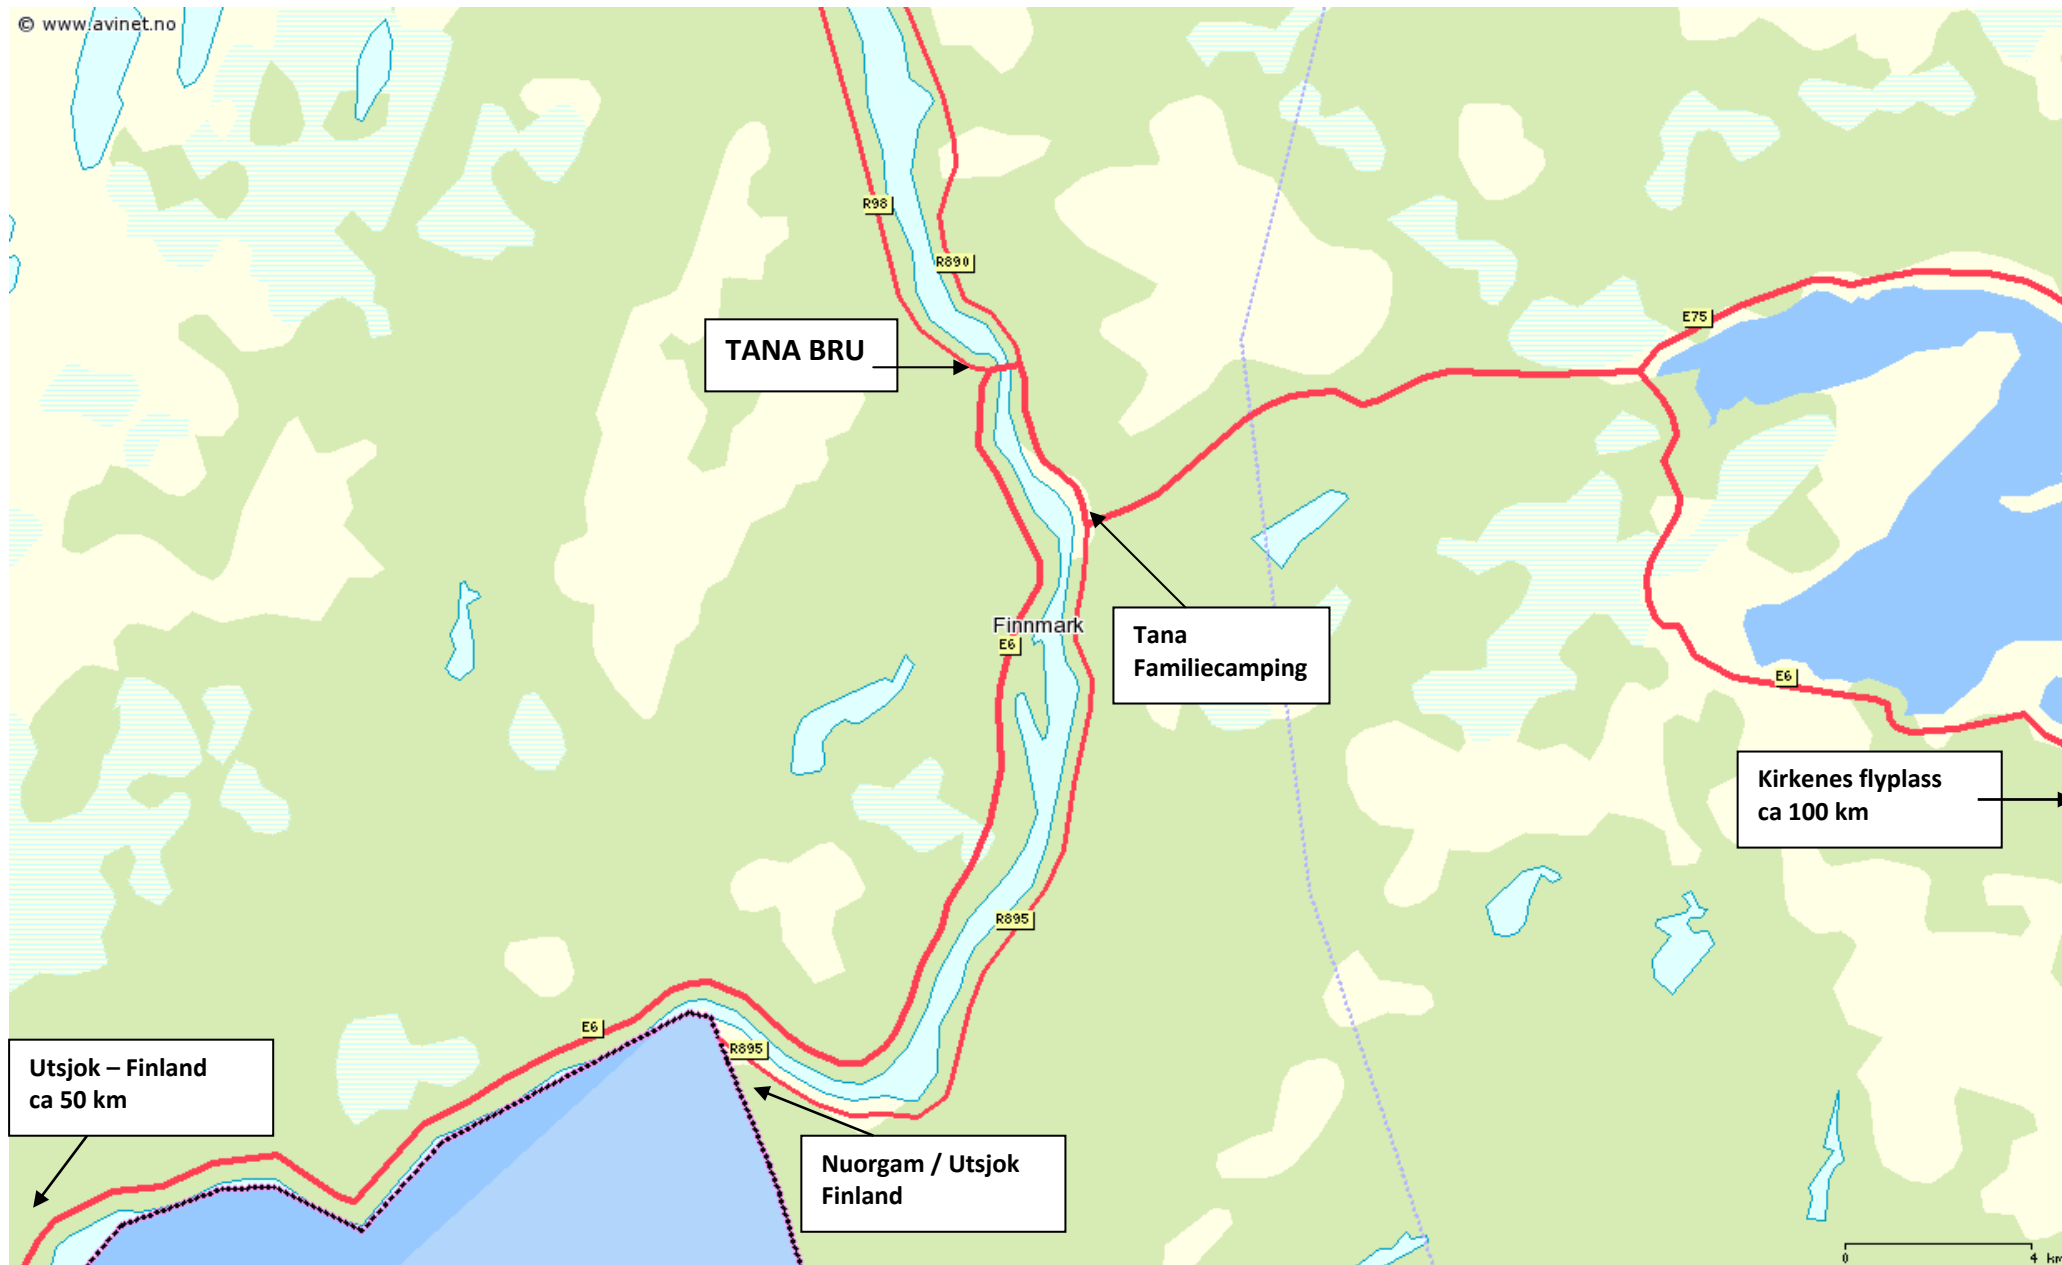 © www.avinet.no
R98
R890
E75
TANA BRU
Finnmark
E6
Tana
Familiecamping
E6
Kirkenes flyplass
ca 100 km
R895
E6
R895
Utsjok – Finland
ca 50 km
Nuorgam / Utsjok
Finland
0 4 km